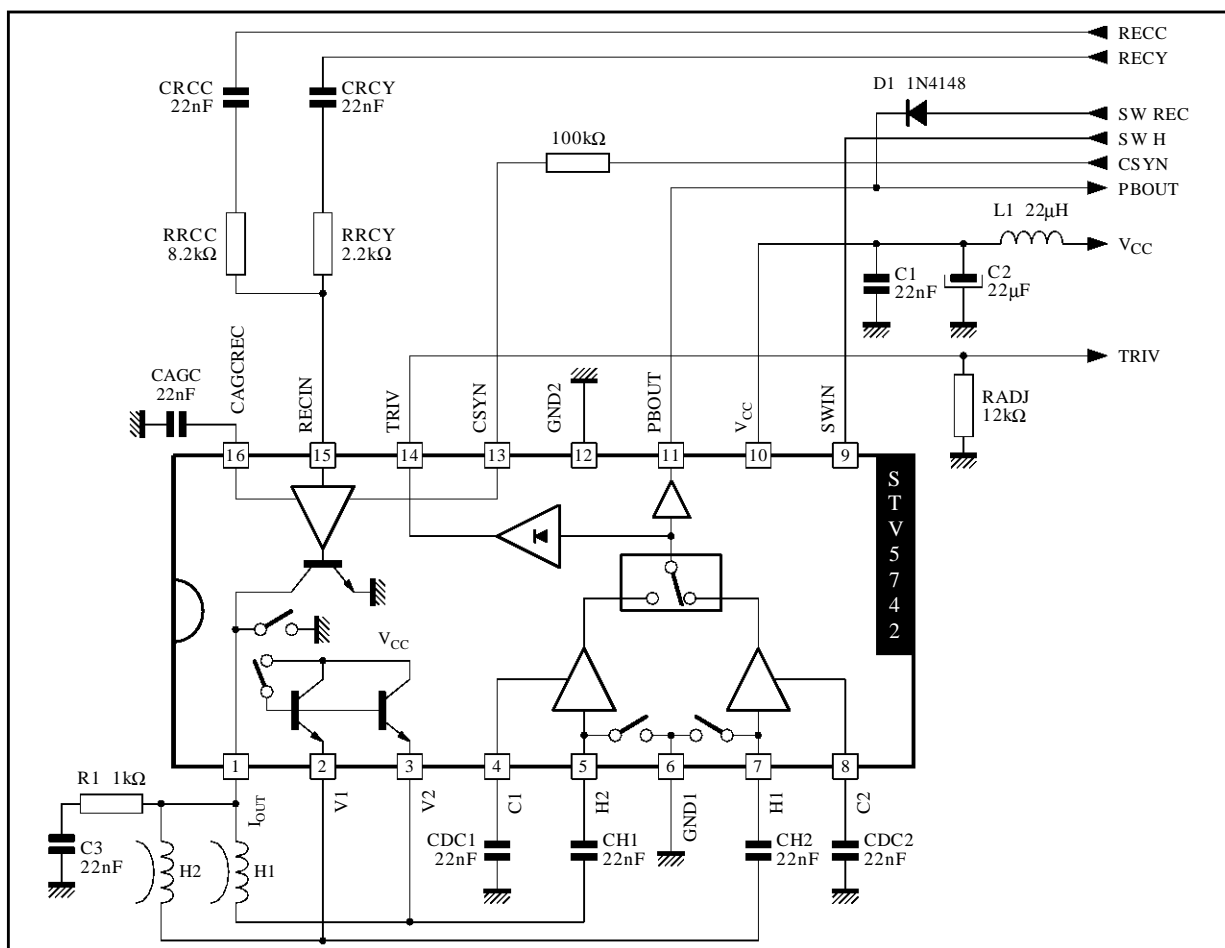 RECC
RECY
CRCC
22nF
CRCY
22nF
D1 1N4148
SW REC
SW H
100kΩ
CSYN
PBOUT
L1 22μH
RRCC
8.2kΩ
RRCY
2.2kΩ
VCC
C1
22nF
C2
22μF
TRIV
CAGC
22nF
CAGCREC
RECIN
TRIV
CSYN
GND2
PBOUT
VCC
SWIN
RADJ
12kΩ
16
15
14
13
12
11
10
9
STV5742
VCC
1
2
3
4
5
6
7
8
R1 1kΩ
IOUT
V1
V2
C1
H2
GND1
H1
C2
C3
22nF
H2
H1
CDC1
22nF
CH1
22nF
CH2
22nF
CDC2
22nF